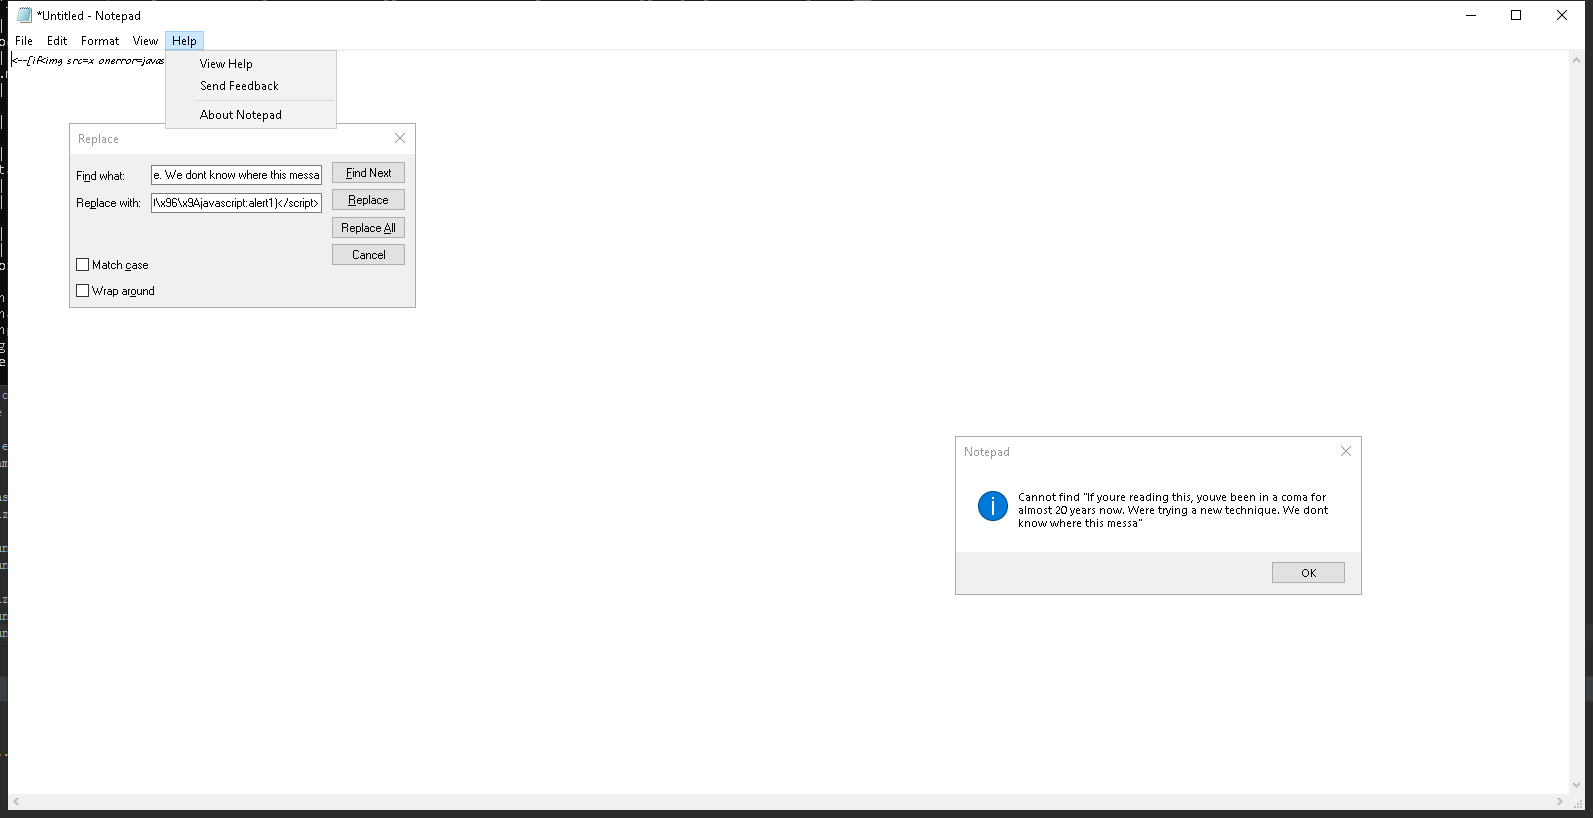 *Untitled - Notepad
File Edit Format View Help
<--[if<img src=x onerror=javas
View Help
Send Feedback
About Notepad
Replace
Find what: e. We dont know where this messa Find Next
Replace with: \x96\x9Ajavascript:alert1)</script> Replace
Replace All
Cancel
Match case
Wrap around
Notepad
Cannot find "If youre reading this, youve been in a coma for
almost 20 years now. Were trying a new technique. We dont
know where this messa"
OK